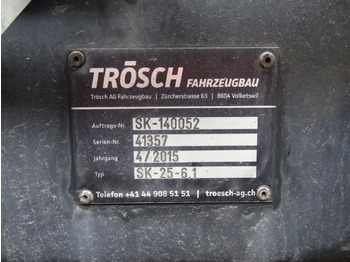 TRÖSCH FAHRZEUGBAU
Trösch AG Fahrzeugbau | Zürcherstrasse 63 | 8604 Volketswil
Auftrags-Nr. SK-140052
Serien-Nr. 41357
Jahrgang 4/2015
Typ SK-25-6.1
Telefon +41 44 908 51 51 | troesch-ag.ch